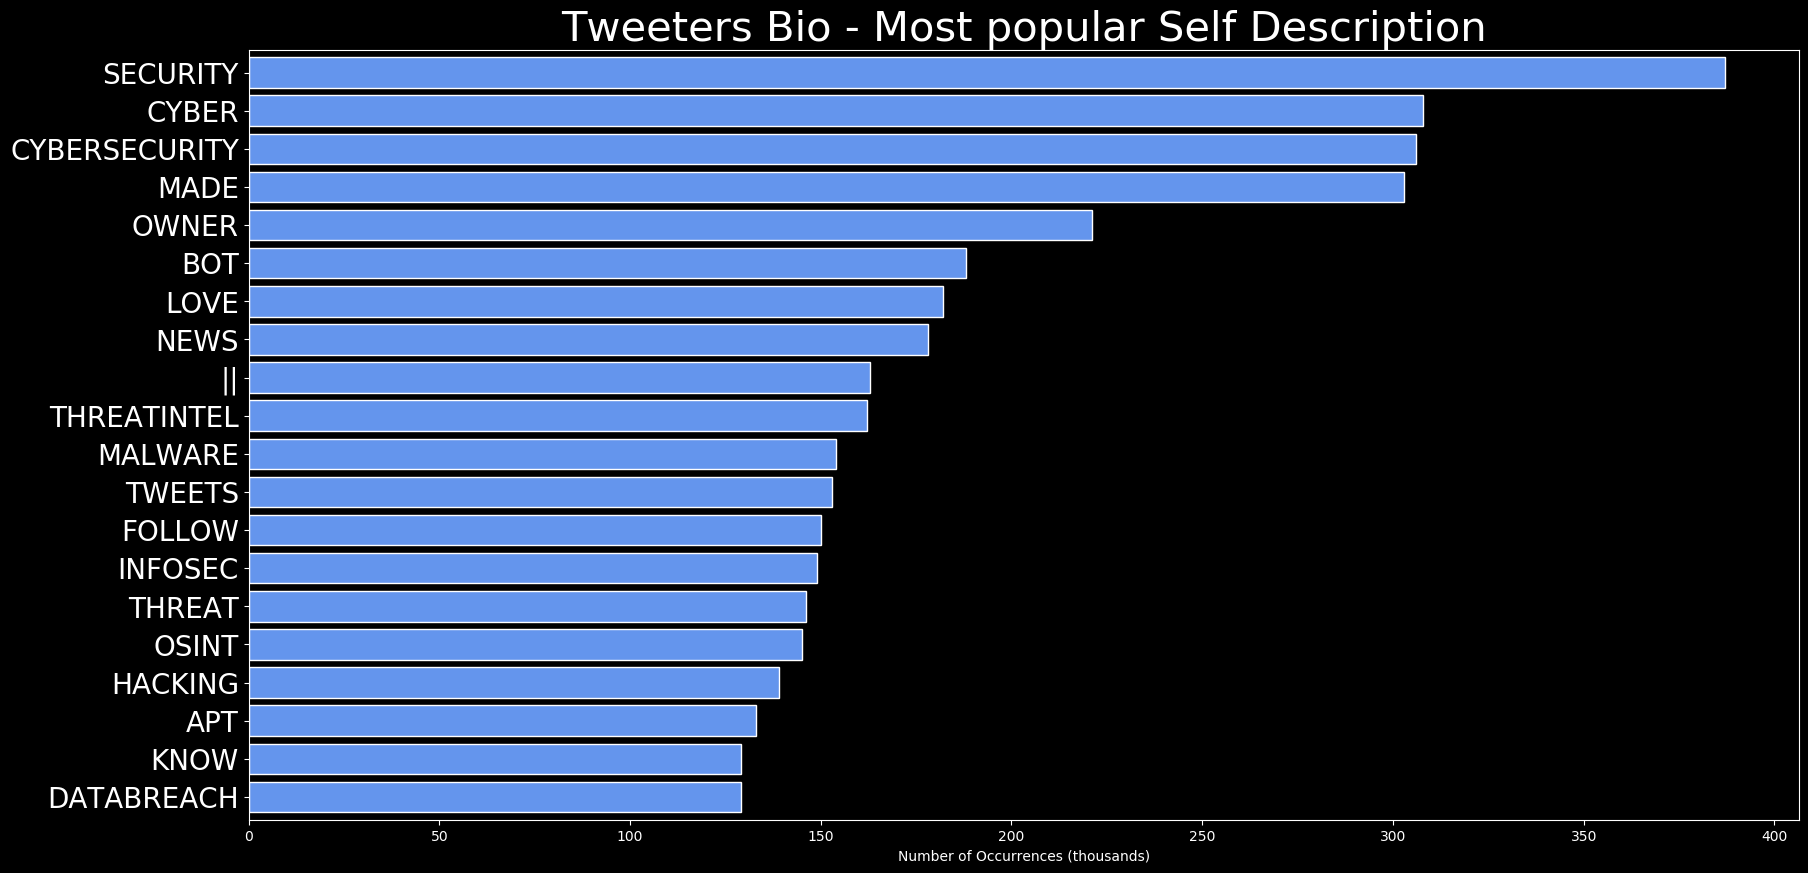 Tweeters Bio - Most popular Self Description
SECURITY
CYBER
CYBERSECURITY
MADE
OWNER
BOT
LOVE
NEWS
||
THREATINTEL
MALWARE
TWEETS
FOLLOW
INFOSEC
THREAT
OSINT
HACKING
APT
KNOW
DATABREACH
0 50 100 150 200 250 300 350 400
Number of Occurrences (thousands)